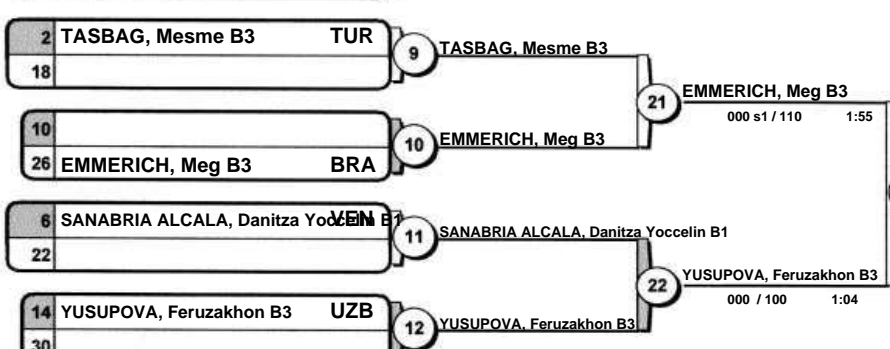 2 TASBAG, Mesme B3 TUR
18
9
TASBAG, Mesme B3
10
26 EMMERICH, Meg B3 BRA
10
EMMERICH, Meg B3
21
EMMERICH, Meg B3
000 s1 / 110 1:55
6 SANABRIA ALCALA, Danitza Yoccelin B1 VEN
22
11
SANABRIA ALCALA, Danitza Yoccelin B1
14 YUSUPOVA, Feruzakhon B3 UZB
30
12
YUSUPOVA, Feruzakhon B3
22
YUSUPOVA, Feruzakhon B3
000 / 100 1:04